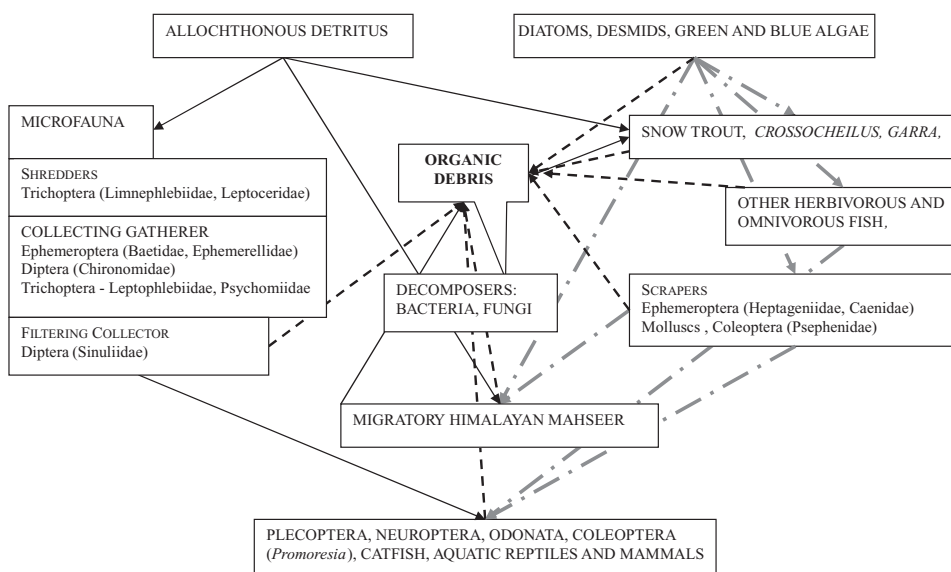 ALLOCHTHONOUS DETRITUS
DIATOMS, DESMIDS, GREEN AND BLUE ALGAE
MICROFAUNA
SHREDDERS
Trichoptera (Limnephlebiidae, Leptoceridae)
COLLECTING GATHERER
Ephemeroptera (Baetidae, Ephemerellidae)
Diptera (Chironomidae)
Trichoptera - Leptophlebiidae, Psychomiidae
FILTERING COLLECTOR
Diptera (Sinuliidae)
ORGANIC
DEBRIS
DECOMPOSERS:
BACTERIA, FUNGI
SNOW TROUT, CROSSOCHEILUS, GARRA,
OTHER HERBIVOROUS AND
OMNIVOROUS FISH,
SCRAPERS
Ephemeroptera (Heptageniidae, Caenidae)
Molluscs , Coleoptera (Psephenidae)
MIGRATORY HIMALAYAN MAHSEER
PLECOPTERA, NEUROPTERA, ODONATA, COLEOPTERA
(Promoresia), CATFISH, AQUATIC REPTILES AND MAMMALS